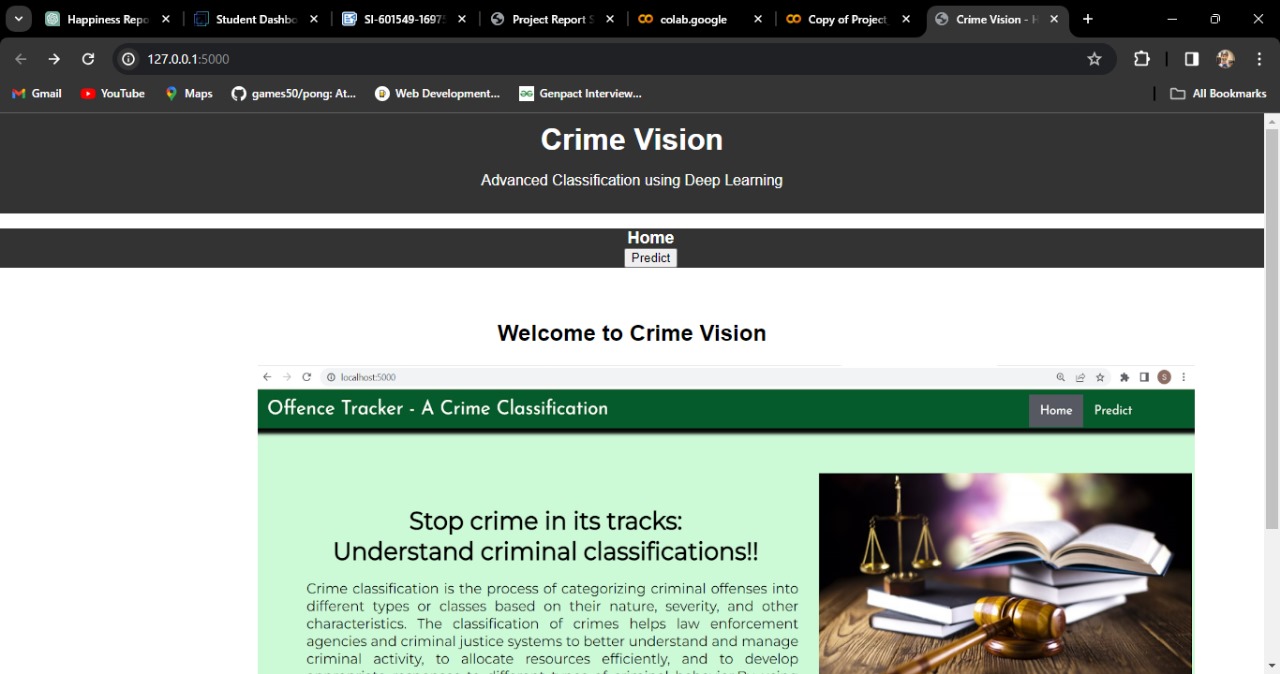 Happiness Repo
Student Dashbo
SI-601549-1697
Project Report S
colab.google
Copy of Project
Crime Vision - H
127.0.0.1:5000
Gmail
YouTube
Maps
games50/pong: At...
Web Development...
Genpact Interview...
All Bookmarks
Crime Vision
Advanced Classification using Deep Learning
Home
Predict
Welcome to Crime Vision
localhost:5000
S
Offence Tracker - A Crime Classification
Home
Predict
Stop crime in its tracks:
Understand criminal classifications!!
Crime classification is the process of categorizing criminal offenses into
different types or classes based on their nature, severity, and other
characteristics. The classification of crimes helps law enforcement
agencies and criminal justice systems to better understand and manage
criminal activity, to allocate resources efficiently, and to develop